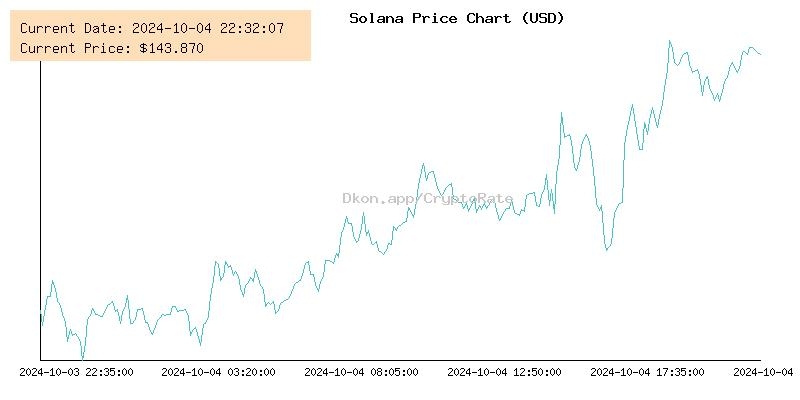 Solana Price Chart (USD)
Current Date: 2024-10-04 22:32:07
Current Price: $143.870
Dkon.app/CryptoRate
2024-10-03 22:35:00 2024-10-04 03:20:00 2024-10-04 08:05:00 2024-10-04 12:50:00 2024-10-04 17:35:00 2024-10-04